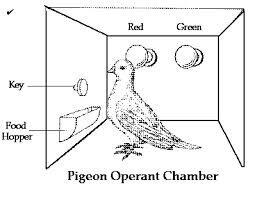 Red Green
Key
Food
Hopper
Pigeon Operant Chamber